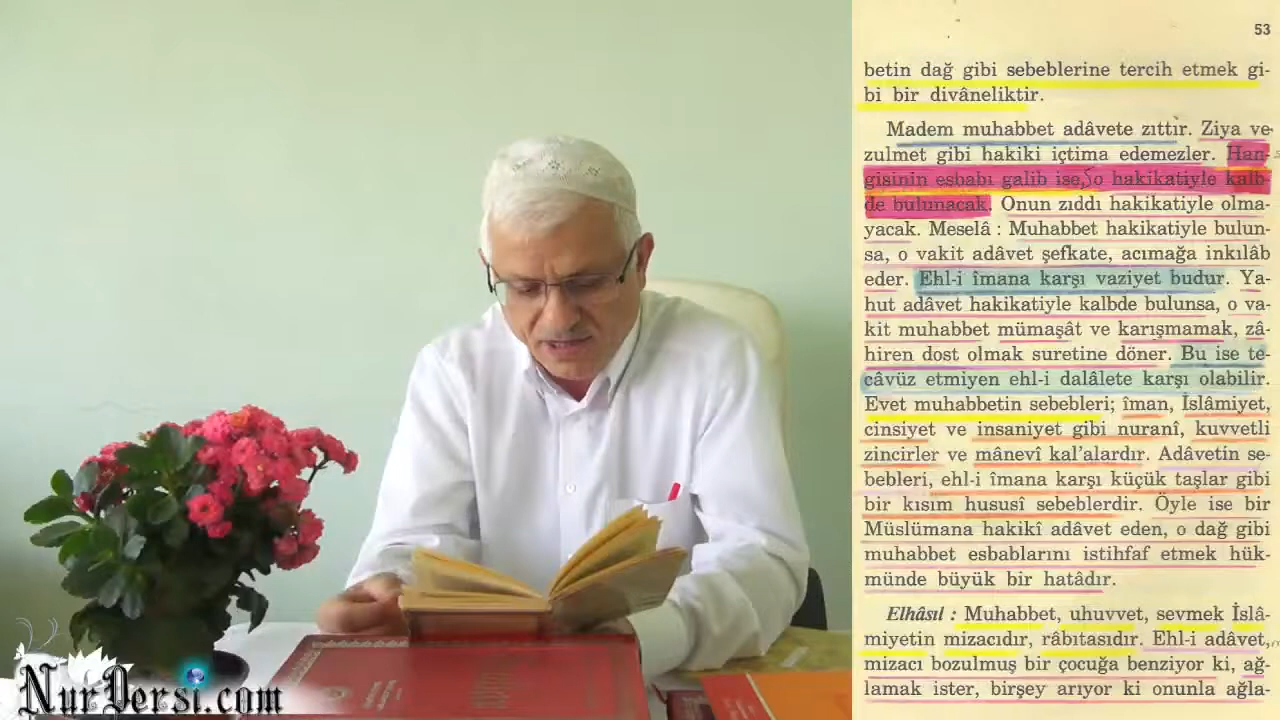 53
betin dağ gibi sebeblerine tercih etmek gi-
bi bir divâneliktir.
Madem muhabbet adâvete zıttır. Ziya ve
zulmet gibi hakiki içtima edemezler. Han-
gisinin esbabı galib ise, o hakikatiyle kalb-
de bulunacak. Onun zıddı hakikatiyle olma-
yacak. Meselâ : Muhabbet hakikatiyle bulun-
sa, o vakit adâvet şefkate, acımağa inkılâb
eder. Ehl-i îmana karşı vaziyet budur. Ya-
hut adâvet hakikatiyle kalbde bulunsa, o va-
kit muhabbet mümaşât ve karışmamak, zâ-
hiren dost olmak suretine döner. Bu ise te-
câvüz etmiyen ehl-i dalâlete karşı olabilir.
Evet muhabbetin sebebleri; îman, İslâmiyet,
cinsiyet ve insaniyet gibi nuranî, kuvvetli
zincirler ve mânevî kal'alardır. Adâvetin se-
bebleri, ehl-i îmana karşı küçük taşlar gibi
bir kısım hususî sebeblerdir. Öyle ise bir
Müslümana hakikî adâvet eden, o dağ gibi
muhabbet esbablarını istihfaf etmek hük-
münde büyük bir hatâdır.
Elhâsıl : Muhabbet, uhuvvet, sevmek İslâ-
miyetin mizacıdır, râbıtasıdır. Ehl-i adâvet,
mizacı bozulmuş bir çocuğa benziyor ki, ağ-
lamak ister, birşey arıyor ki onunla ağla-
NurDersi.com